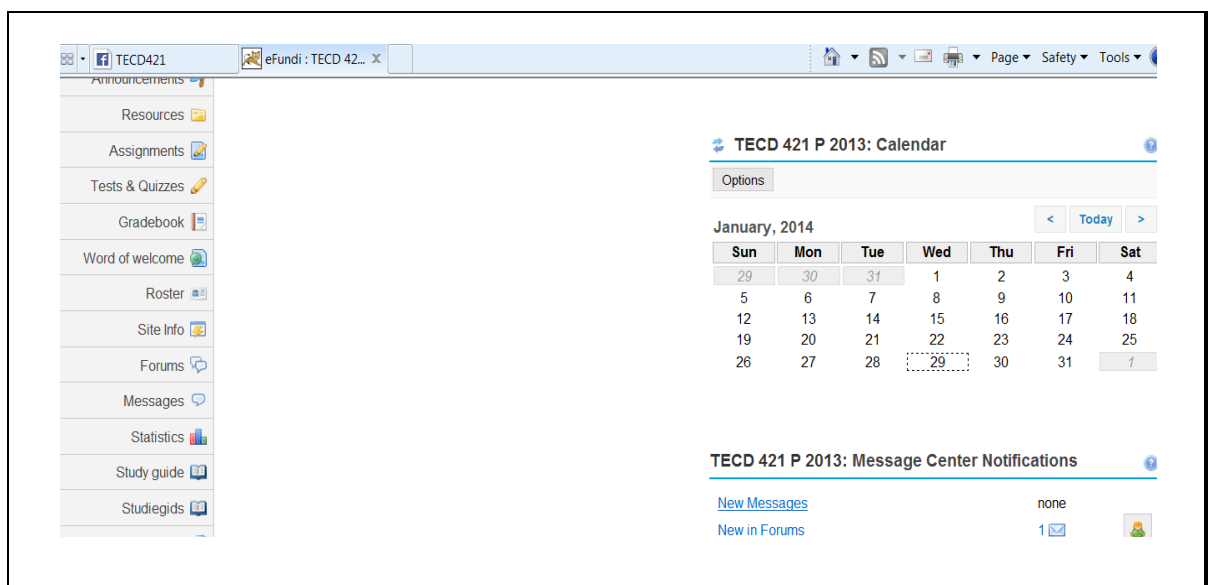 TECD421
eFundi : TECD 42... X
Page Safety Tools
Announcements
Resources
Assignments
Tests & Quizzes
Gradebook
Word of welcome
Roster
Site Info
Forums
Messages
Statistics
Study guide
Studiegids
TECD 421 P 2013: Calendar
Options
January, 2014
< Today >
Sun Mon Tue Wed Thu Fri Sat
29 30 31 1 2 3 4
5 6 7 8 9 10 11
12 13 14 15 16 17 18
19 20 21 22 23 24 25
26 27 28 29 30 31 1
TECD 421 P 2013: Message Center Notifications
New Messages none
New in Forums 1